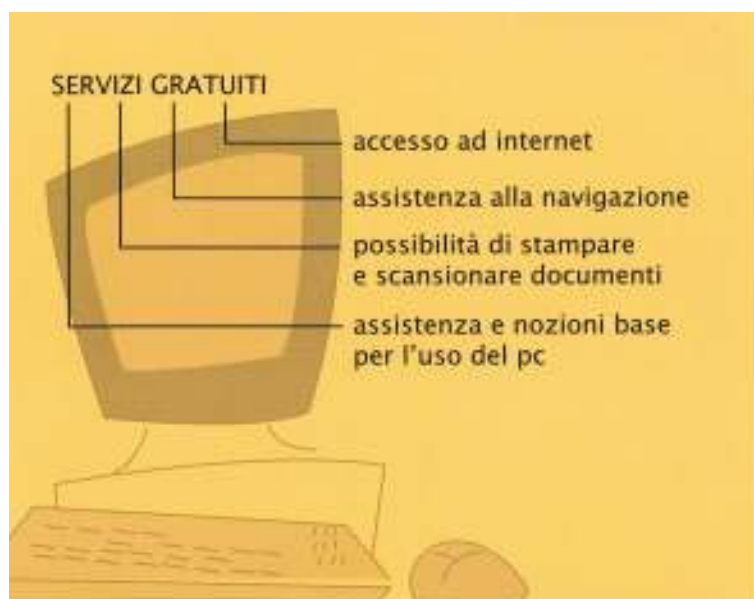 SERVIZI GRATUITI
accesso ad internet
assistenza alla navigazione
possibilità di stampare
e scansionare documenti
assistenza e nozioni base
per l'uso del pc